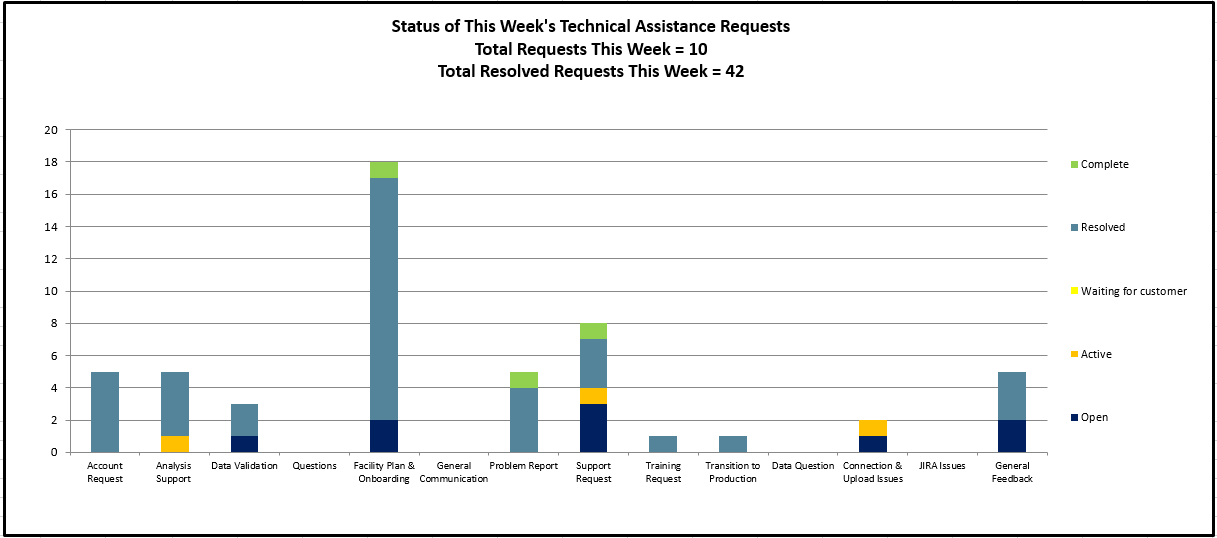 Status of This Week's Technical Assistance Requests
Total Requests This Week = 10
Total Resolved Requests This Week = 42
20
18
16
14
12
10
8
6
4
2
0
Account
Request
Analysis
Support
Data Validation
Questions
Facility Plan &
Onboarding
General
Communication
Problem Report
Support
Request
Training
Request
Transition to
Production
Data Question
Connection &
Upload Issues
JIRA Issues
General
Feedback
Complete
Resolved
Waiting for customer
Active
Open